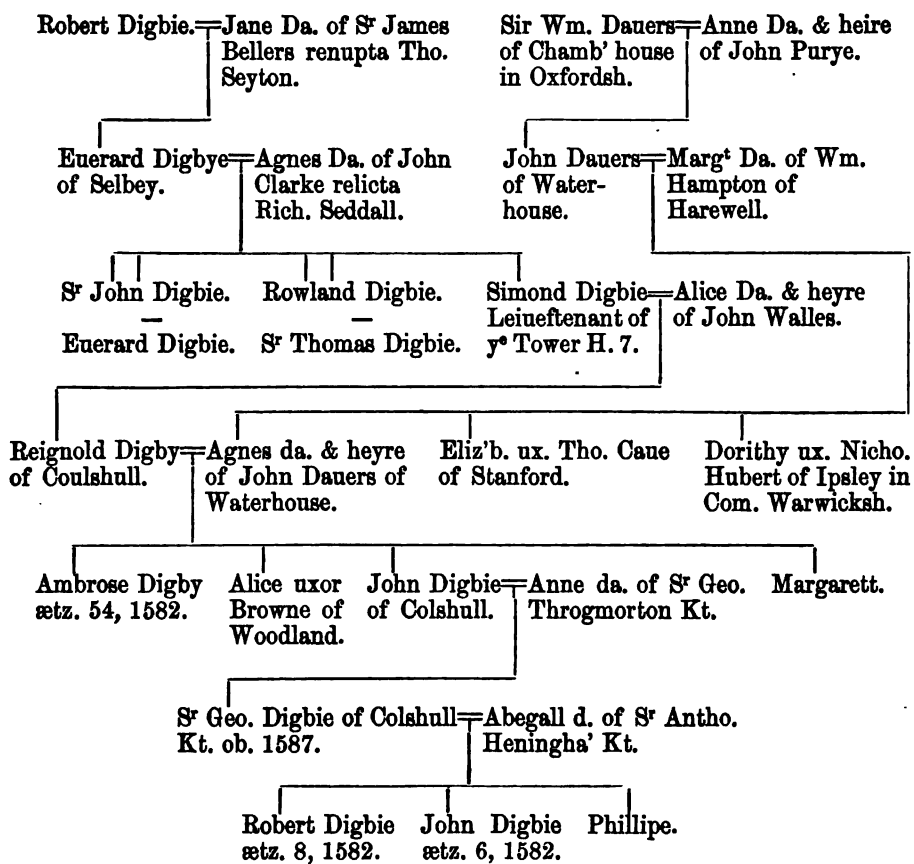 Robert Digbie.
Jane Da. of Sr James
Bellers renupta Tho.
Seyton.
Sir Wm. Dauers
of Chamb' house
in Oxfordsh.
Anne Da. & heire
of John Purye.
Euerard Digbye
of Selbey.
Agnes Da. of John
Clarke relicta
Rich. Seddall.
John Dauers
of Water-
house.
Margt Da. of Wm.
Hampton of
Harewell.
Sr John Digbie.
Euerard Digbie.
Rowland Digbie.
Sr Thomas Digbie.
Simond Digbie
Leiueftenant of
ye Tower H. 7.
Alice Da. & heyre
of John Walles.
Reignold Digby
of Coulshull.
Agnes da. & heyre
of John Dauers of
Waterhouse.
Eliz'b. ux. Tho. Caue
of Stanford.
Dorithy ux. Nicho.
Hubert of Ipsley in
Com. Warwicksh.
Ambrose Digby
ætz. 54, 1582.
Alice uxor
Browne of
Woodland.
John Digbie
of Colshull.
Anne da. of Sr Geo.
Throgmorton Kt.
Margarett.
Sr Geo. Digbie of Colshull
Kt. ob. 1587.
Abegall d. of Sr Antho.
Heningha' Kt.
Robert Digbie
ætz. 8, 1582.
John Digbie
ætz. 6, 1582.
Phillipe.